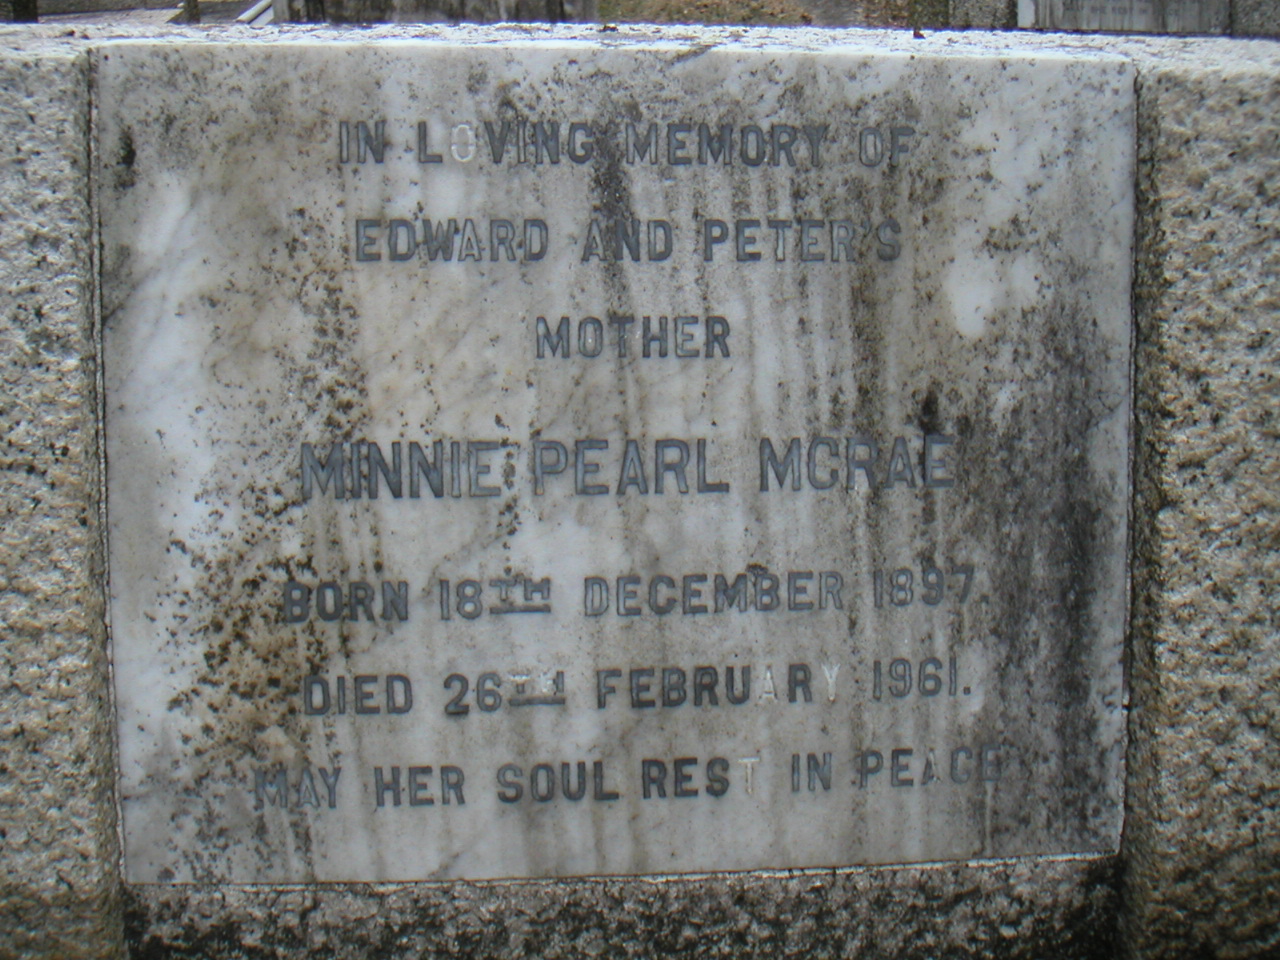 IN LOVING MEMORY OF
EDWARD AND PETER'S
MOTHER
MINNIE PEARL MCRAE
BORN 18TH DECEMBER 1897.
DIED 26TH FEBRUARY 1961.
MAY HER SOUL REST IN PEACE